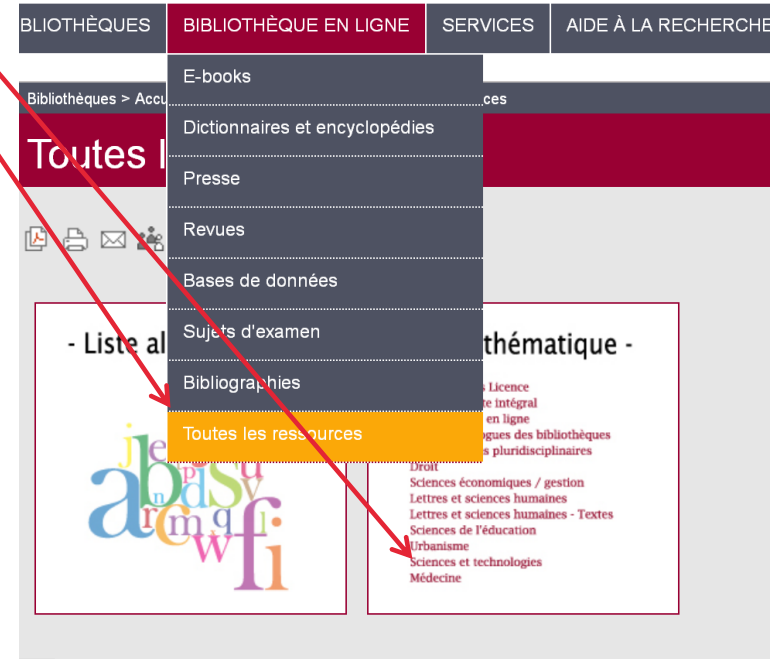 BLIOTHÈQUES BIBLIOTHÈQUE EN LIGNE SERVICES AIDE À LA RECHERCHE
E-books
Bibliothèques > Accu ces
Dictionnaires et encyclopédies
Toutes l
Presse
Revues
Bases de données
Sujets d'examen
- Liste al thématique -
Bibliographies
Licence
te intégral
en ligne
Toutes les ressources
gues des bibliothèques
s pluridisciplinaires
Droit
Sciences économiques / gestion
Lettres et sciences humaines
Lettres et sciences humaines - Textes
Sciences de l'éducation
Urbanisme
Sciences et technologies
Médecine